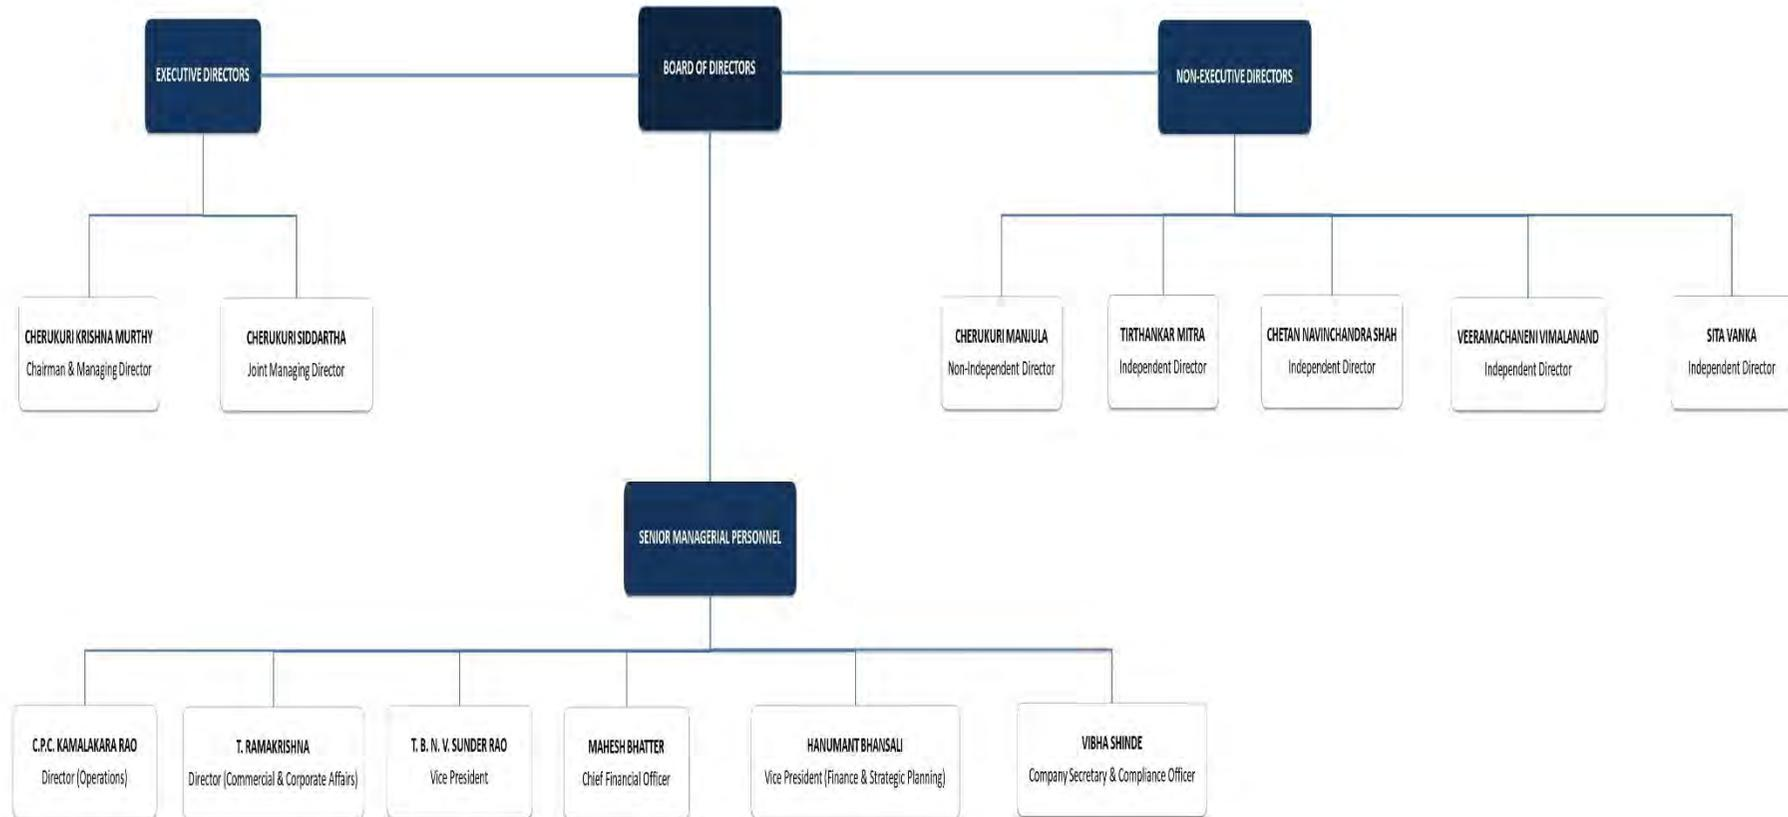 EXECUTIVE DIRECTORS
BOARD OF DIRECTORS
NON-EXECUTIVE DIRECTORS
CHERUKURI KRISHNA MURTHY
Chairman & Managing Director
CHERUKURI SIDDARTHA
Joint Managing Director
CHERUKURI MANJULA
Non-Independent Director
TIRTHANKAR MITRA
Independent Director
CHETAN NAVINCHANDRA SHAH
Independent Director
VEERAMACHANENI VIMALANAND
Independent Director
SITA VANKA
Independent Director
SENIOR MANAGERIAL PERSONNEL
C.P.C. KAMALAKARA RAO
Director (Operations)
T. RAMAKRISHNA
Director (Commercial & Corporate Affairs)
T. B. N. V. SUNDER RAO
Vice President
MAHESH BHATTER
Chief Financial Officer
HANUMANT BHANSALI
Vice President (Finance & Strategic Planning)
VIBHA SHINDE
Company Secretary & Compliance Officer